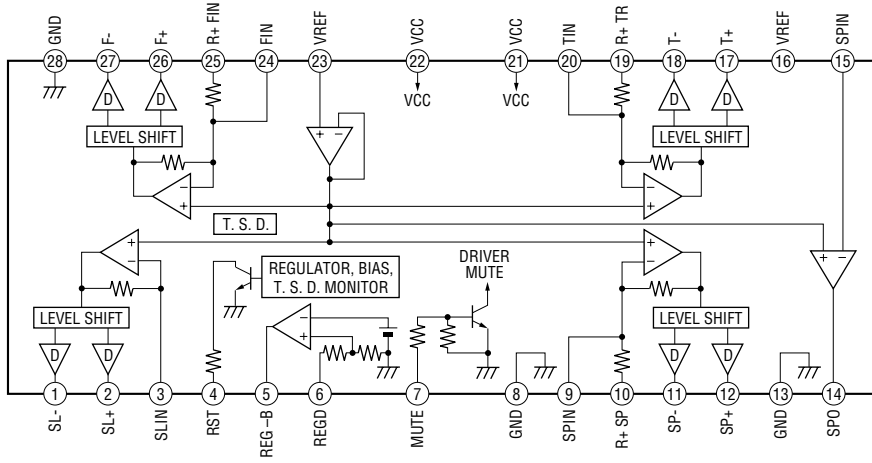 GND
F-
F+
R+ FIN
FIN
VREF
VCC
VCC
TIN
R+ TR
T-
T+
VREF
SPIN
28
27
26
25
24
23
22
21
20
19
18
17
16
15
VCC
VCC
D
D
D
D
LEVEL SHIFT
LEVEL SHIFT
+
−
−
+
−
+
T. S. D.
+
−
+
−
+
−
REGULATOR, BIAS,
T. S. D. MONITOR
DRIVER
MUTE
LEVEL SHIFT
−
+
LEVEL SHIFT
D
D
D
D
1
2
3
4
5
6
7
8
9
10
11
12
13
14
SL-
SL+
SLIN
RST
REG -B
REGD
MUTE
GND
SPIN
R+ SP
SP-
SP+
GND
SPO